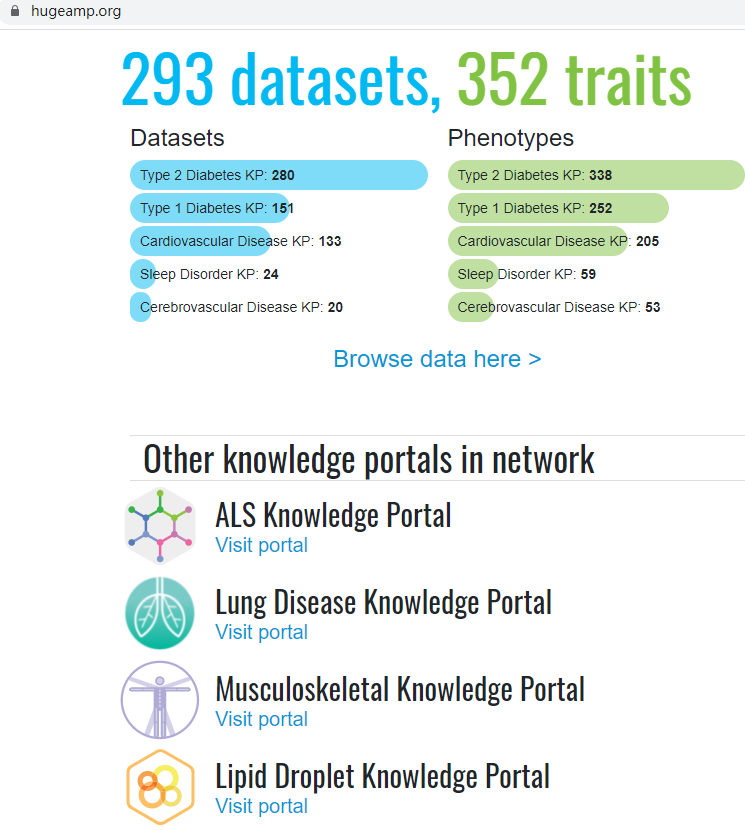 hugeamp.org
293 datasets, 352 traits
Datasets
Type 2 Diabetes KP: 280
Type 1 Diabetes KP: 151
Cardiovascular Disease KP: 133
Sleep Disorder KP: 24
Cerebrovascular Disease KP: 20
Phenotypes
Type 2 Diabetes KP: 338
Type 1 Diabetes KP: 252
Cardiovascular Disease KP: 205
Sleep Disorder KP: 59
Cerebrovascular Disease KP: 53
Browse data here >
Other knowledge portals in network
ALS Knowledge Portal
Visit portal
Lung Disease Knowledge Portal
Visit portal
Musculoskeletal Knowledge Portal
Visit portal
Lipid Droplet Knowledge Portal
Visit portal